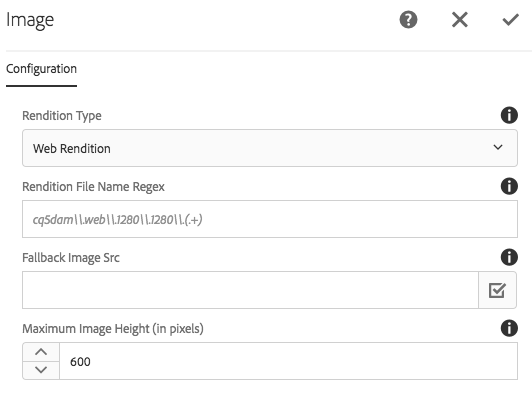 Image
Configuration
Rendition Type
Web Rendition
Rendition File Name Regex
cq5dam\\.web\\.1280\\.1280\\.(.+)
Fallback Image Src
Maximum Image Height (in pixels)
600